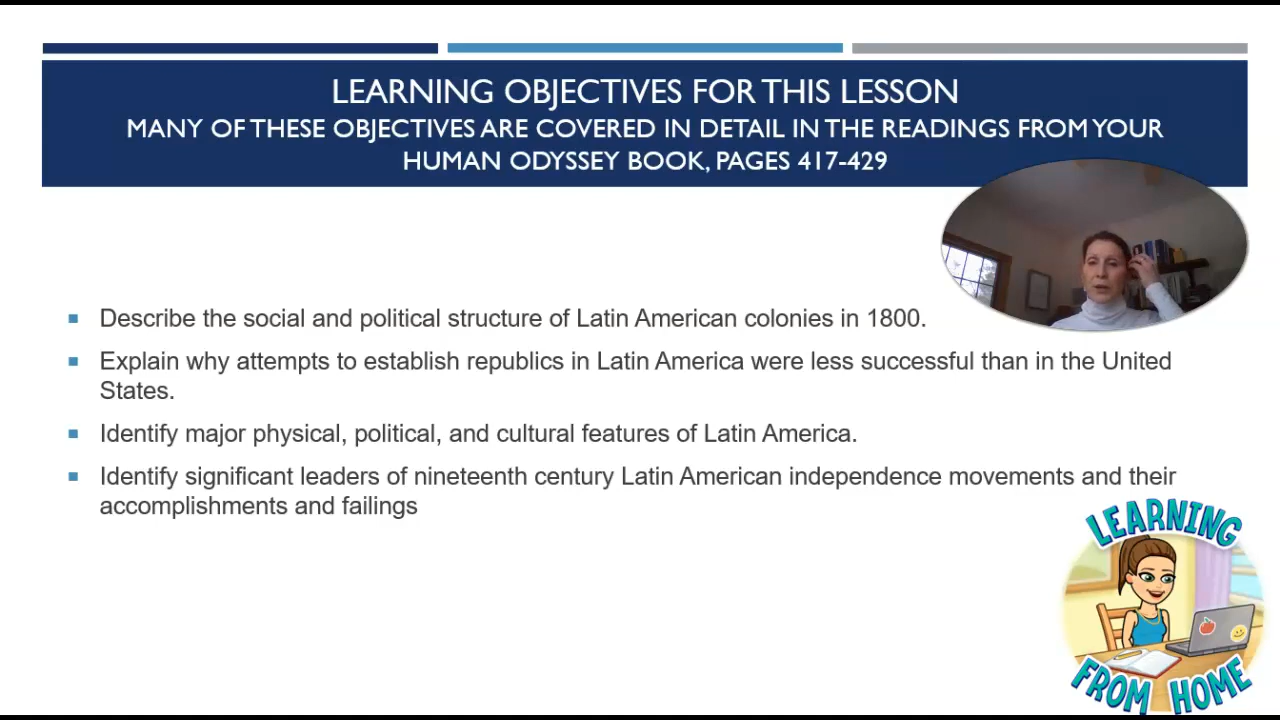 LEARNING OBJECTIVES FOR THIS LESSON
MANY OF THESE OBJECTIVES ARE COVERED IN DETAIL IN THE READINGS FROM YOUR
HUMAN ODYSSEY BOOK, PAGES 417-429
Describe the social and political structure of Latin American colonies in 1800.
Explain why attempts to establish republics in Latin America were less successful than in the United
States.
Identify major physical, political, and cultural features of Latin America.
Identify significant leaders of nineteenth century Latin American independence movements and their
accomplishments and failings
LEARNING
FROM HOME